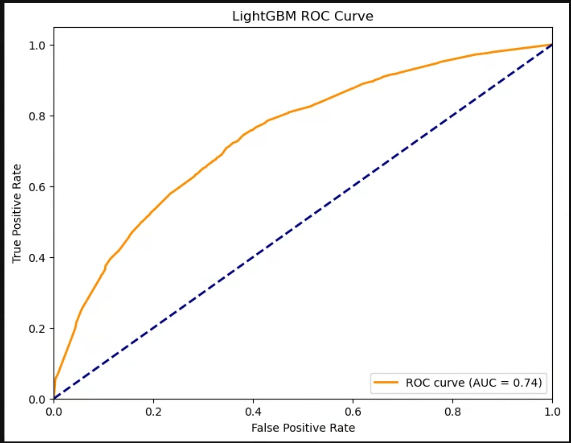 LightGBM ROC Curve
1.0
0.8
0.6
0.4
0.2
0.0
True Positive Rate
ROC curve (AUC = 0.74)
0.0 0.2 0.4 0.6 0.8 1.0
False Positive Rate